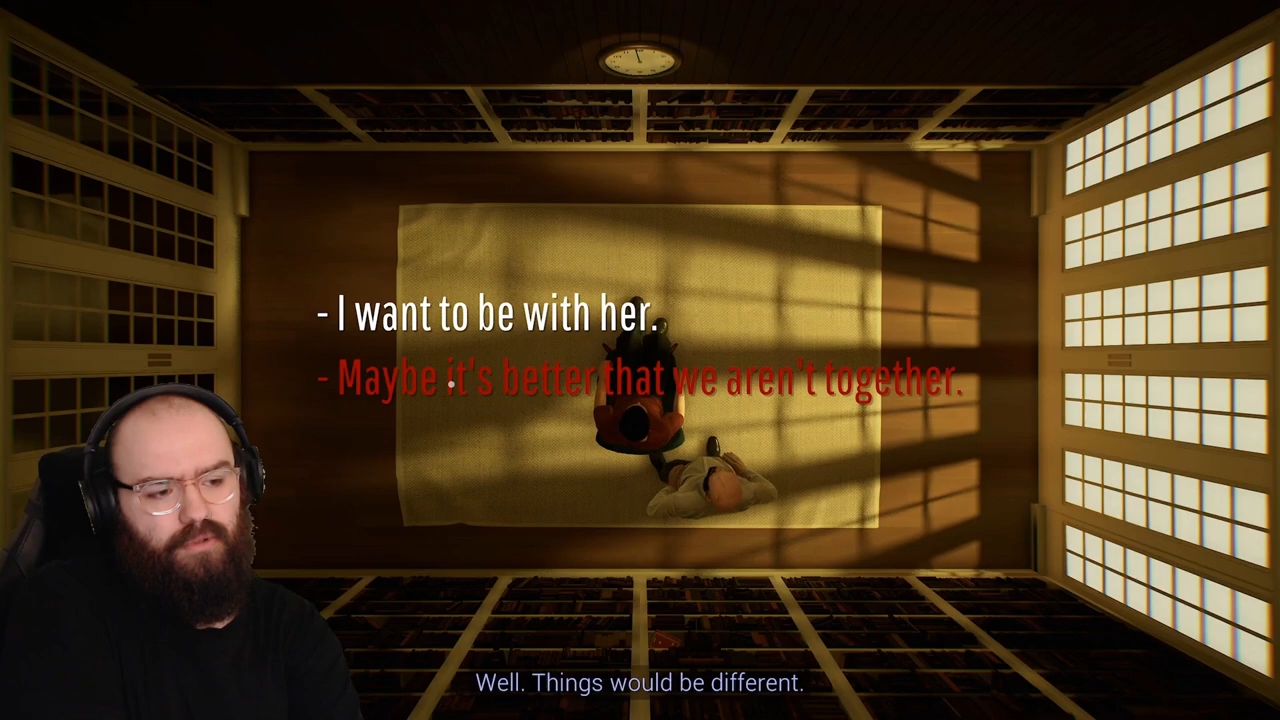 - I want to be with her.
- Maybe it's better that we aren't together.
Well. Things would be different.